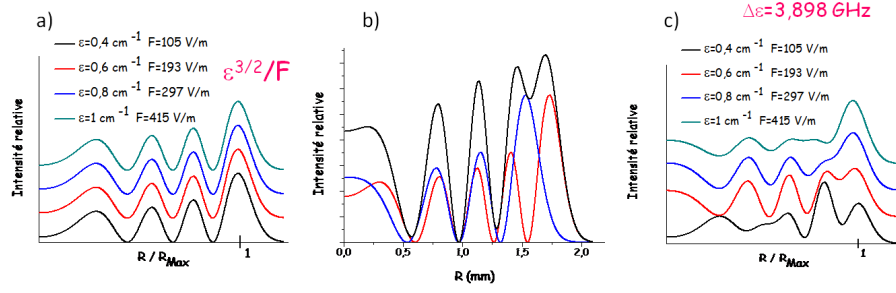 a)
ε=0,4 cm⁻¹ F=105 V/m
ε=0,6 cm⁻¹ F=193 V/m
ε=0,8 cm⁻¹ F=297 V/m
ε=1 cm⁻¹ F=415 V/m
ε³ᐟ²/F
Intensité relative
1
R / R_Max
b)
Intensité relative
0,0 0,5 1,0 1,5 2,0
R (mm)
c)
Δε=3,898 GHz
ε=0,4 cm⁻¹ F=105 V/m
ε=0,6 cm⁻¹ F=193 V/m
ε=0,8 cm⁻¹ F=297 V/m
ε=1 cm⁻¹ F=415 V/m
Intensité relative
1
R / R_Max